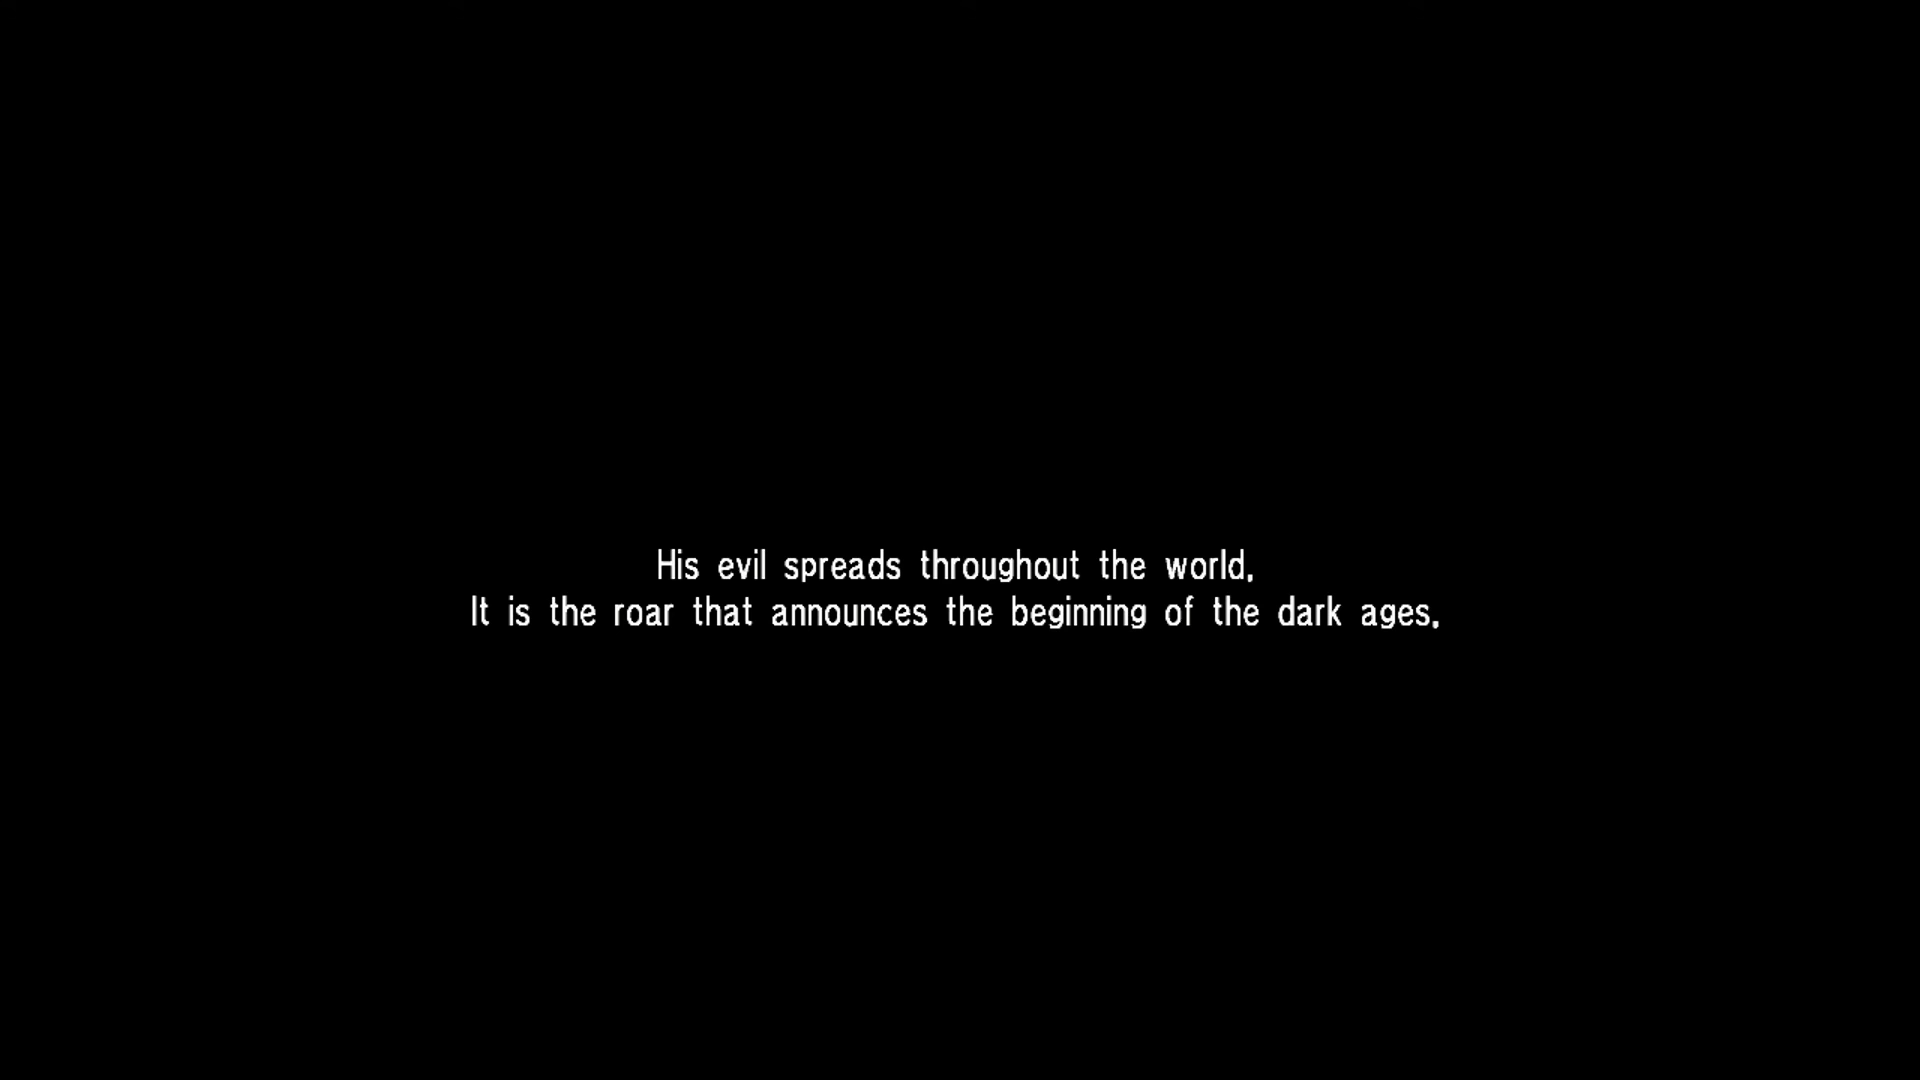 His evil spreads throughout the world.
It is the roar that announces the beginning of the dark ages.